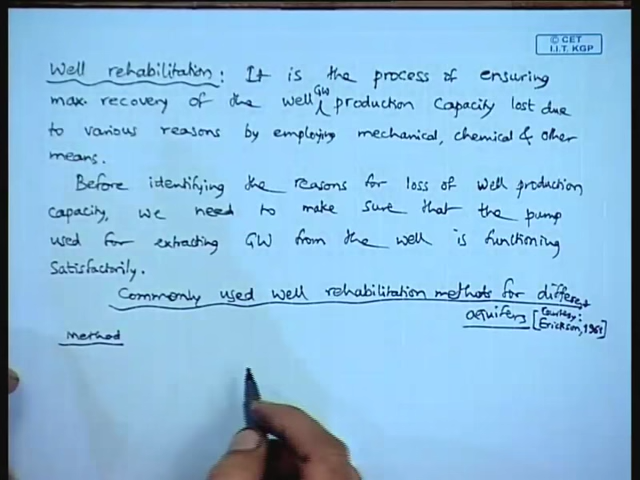 © CET
I.I.T. KGP
Well rehabilitation: It is the process of ensuring
max. recovery of the well GW production capacity lost due
to various reasons by employing mechanical, chemical & other
means.
Before identifying the reasons for loss of well production
capacity, we need to make sure that the pump
used for extracting GW from the well is functioning
satisfactorily.
Commonly used well rehabilitation methods for different
aquifers [Courtesy:
Erickson, 1961]
Method